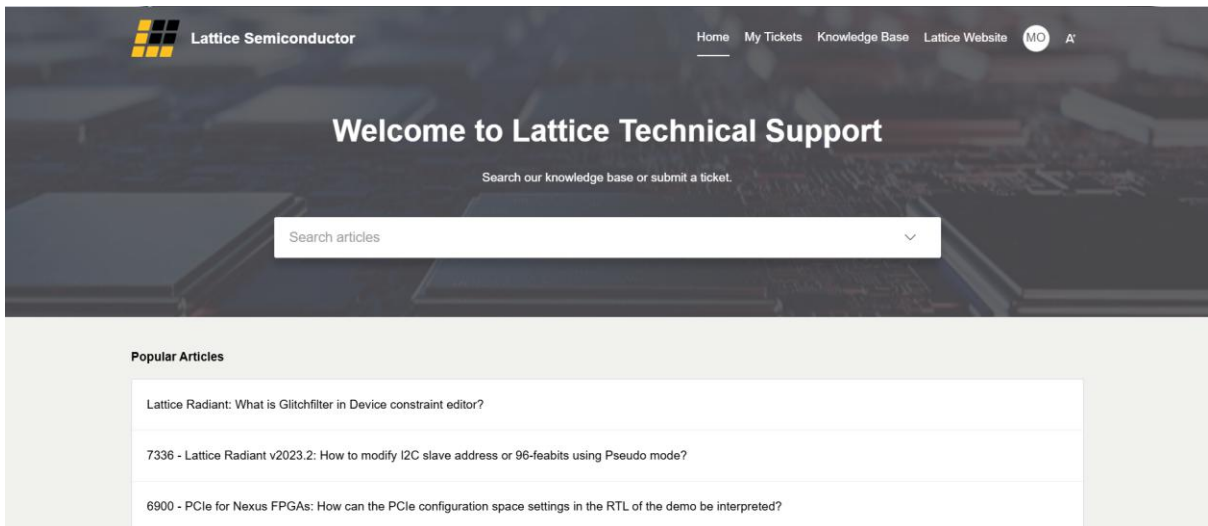 Lattice Semiconductor
Home My Tickets Knowledge Base Lattice Website MO A
Welcome to Lattice Technical Support
Search our knowledge base or submit a ticket.
Search articles
Popular Articles
Lattice Radiant: What is Glitchfilter in Device constraint editor?
7336 - Lattice Radiant v2023.2: How to modify I2C slave address or 96-feabits using Pseudo mode?
6900 - PCIe for Nexus FPGAs: How can the PCIe configuration space settings in the RTL of the demo be interpreted?